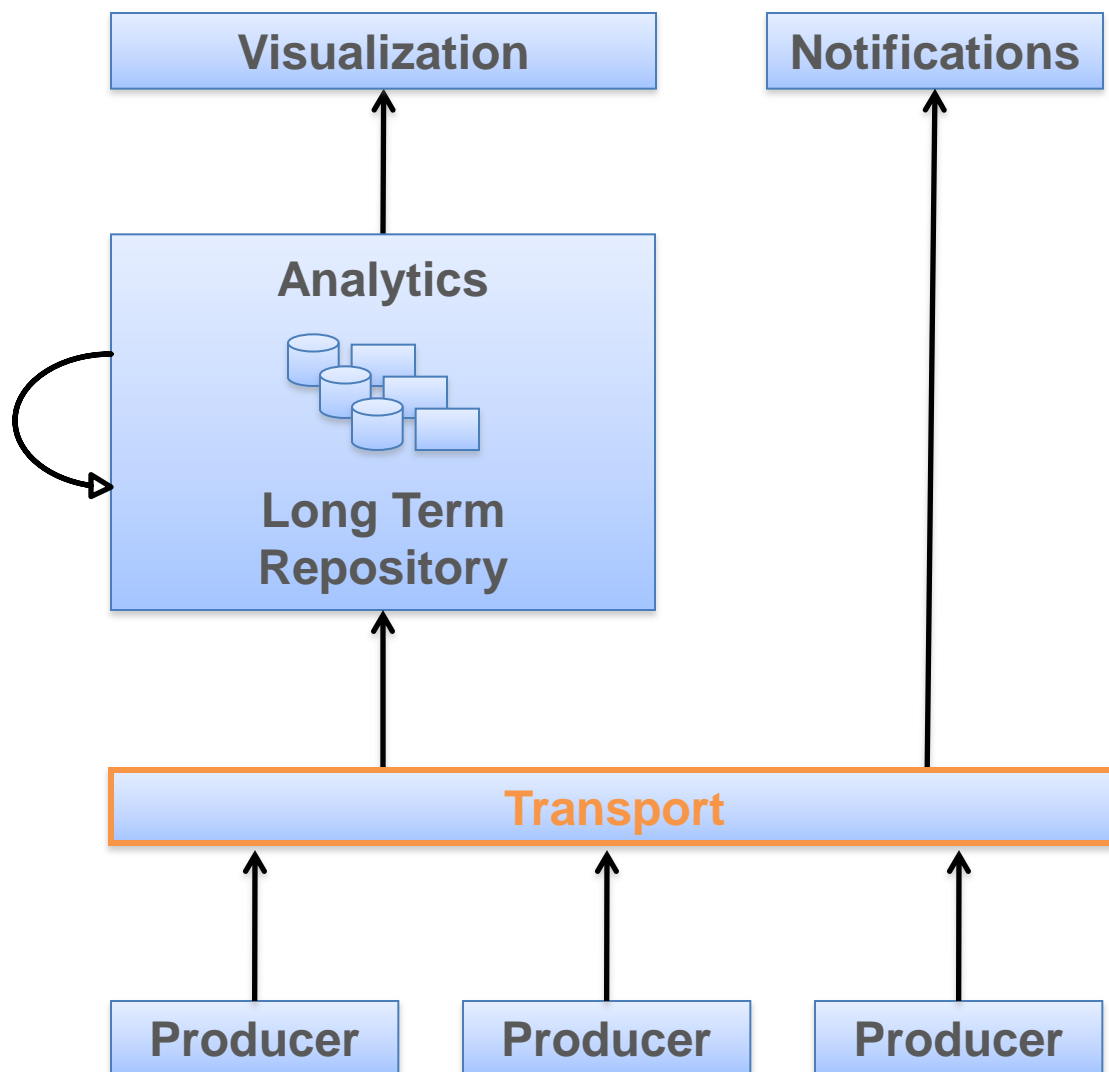 Visualization
Notifications
Analytics
Long Term
Repository
Transport
Producer
Producer
Producer